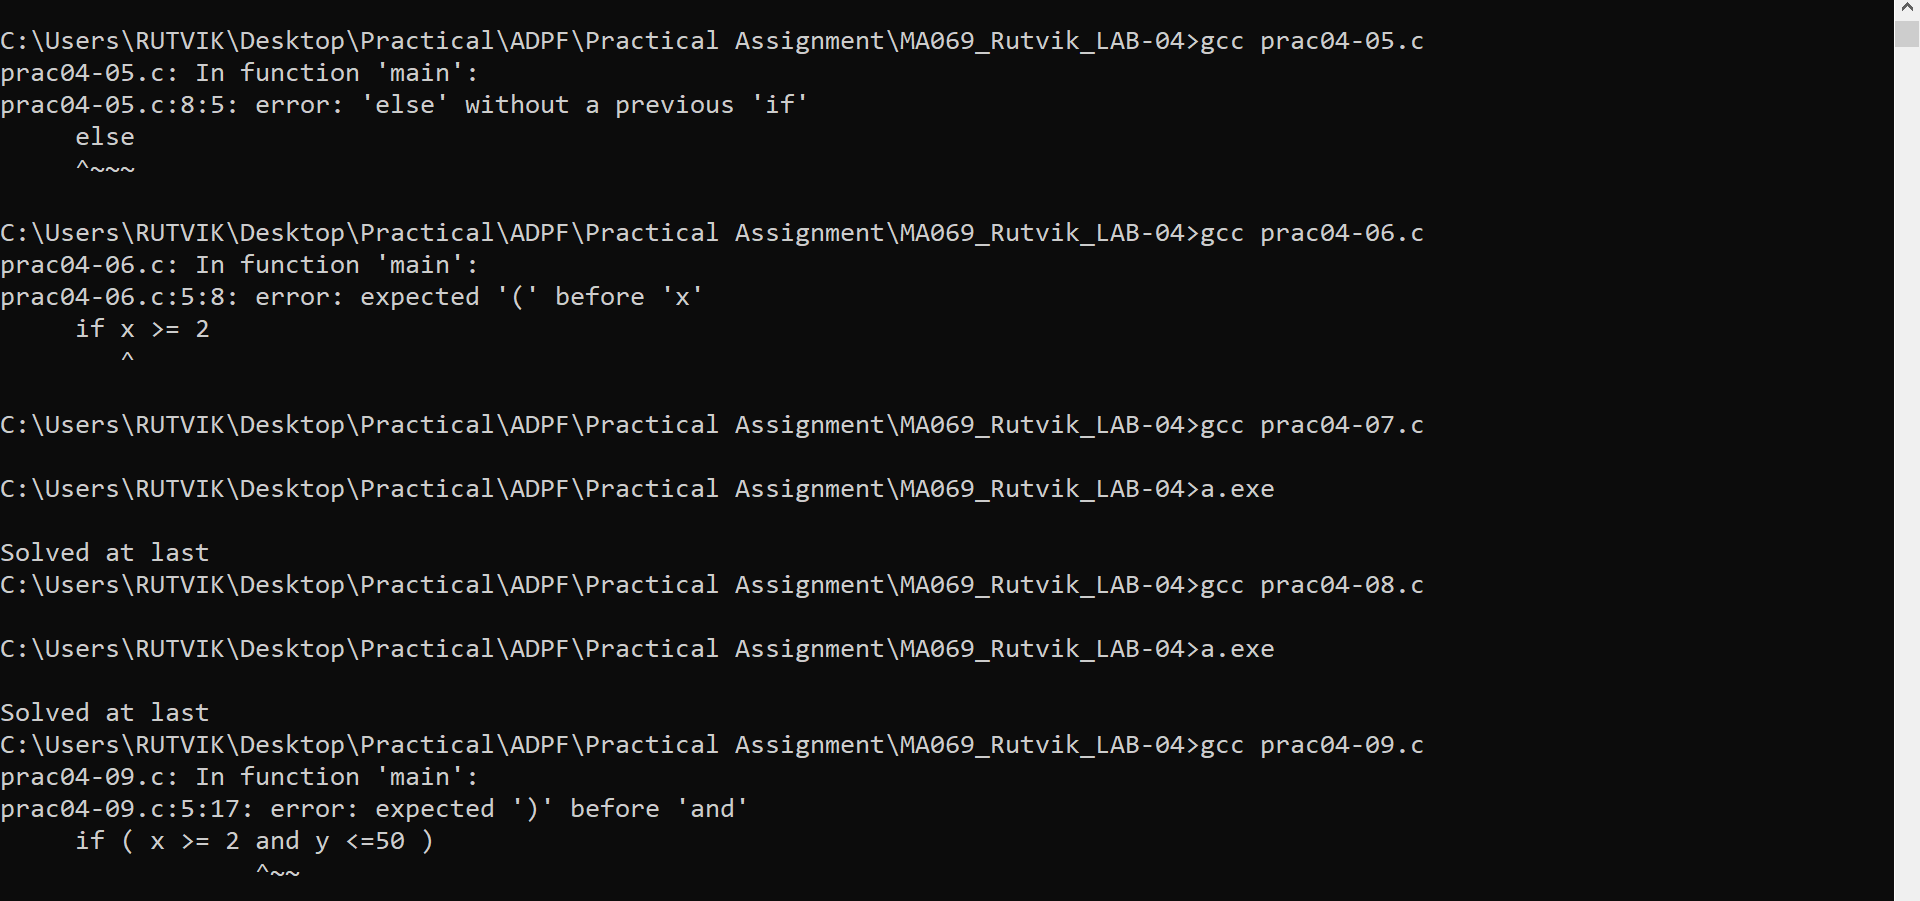 C:\Users\RUTVIK\Desktop\Practical\ADPF\Practical Assignment\MA069_Rutvik_LAB-04>gcc prac04-05.c
prac04-05.c: In function 'main':
prac04-05.c:8:5: error: 'else' without a previous 'if'
     else
     ^~~~
C:\Users\RUTVIK\Desktop\Practical\ADPF\Practical Assignment\MA069_Rutvik_LAB-04>gcc prac04-06.c
prac04-06.c: In function 'main':
prac04-06.c:5:8: error: expected '(' before 'x'
     if x >= 2
        ^
C:\Users\RUTVIK\Desktop\Practical\ADPF\Practical Assignment\MA069_Rutvik_LAB-04>gcc prac04-07.c
C:\Users\RUTVIK\Desktop\Practical\ADPF\Practical Assignment\MA069_Rutvik_LAB-04>a.exe
Solved at last
C:\Users\RUTVIK\Desktop\Practical\ADPF\Practical Assignment\MA069_Rutvik_LAB-04>gcc prac04-08.c
C:\Users\RUTVIK\Desktop\Practical\ADPF\Practical Assignment\MA069_Rutvik_LAB-04>a.exe
Solved at last
C:\Users\RUTVIK\Desktop\Practical\ADPF\Practical Assignment\MA069_Rutvik_LAB-04>gcc prac04-09.c
prac04-09.c: In function 'main':
prac04-09.c:5:17: error: expected ')' before 'and'
     if ( x >= 2 and y <=50 )
                 ^~~